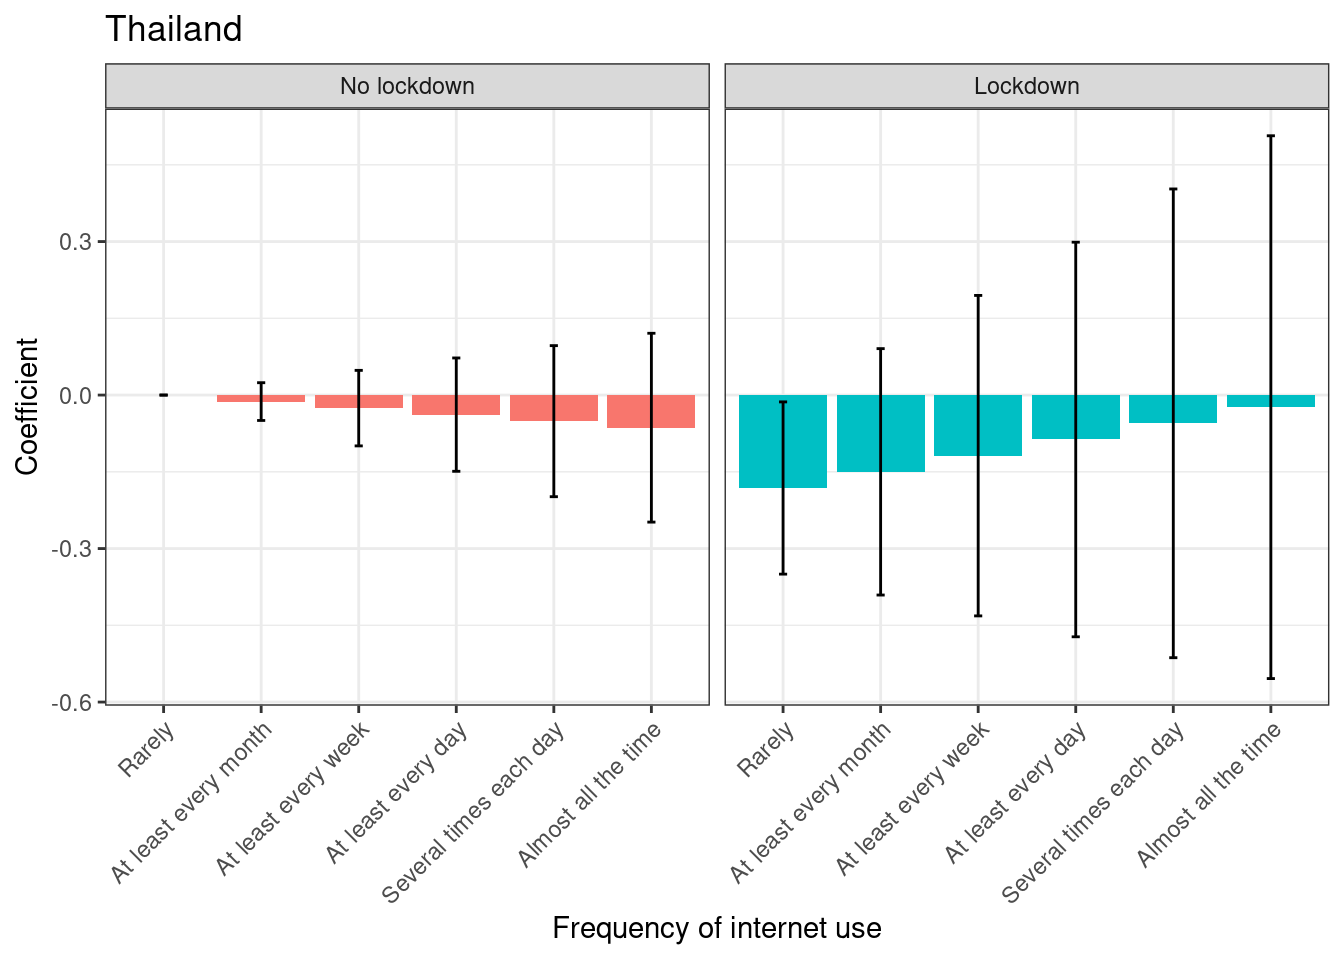 Thailand
No lockdown
Lockdown
Coefficient
0.3
0.0
-0.3
-0.6
Rarely
At least every month
At least every week
At least every day
Several times each day
Almost all the time
Rarely
At least every month
At least every week
At least every day
Several times each day
Almost all the time
Frequency of internet use